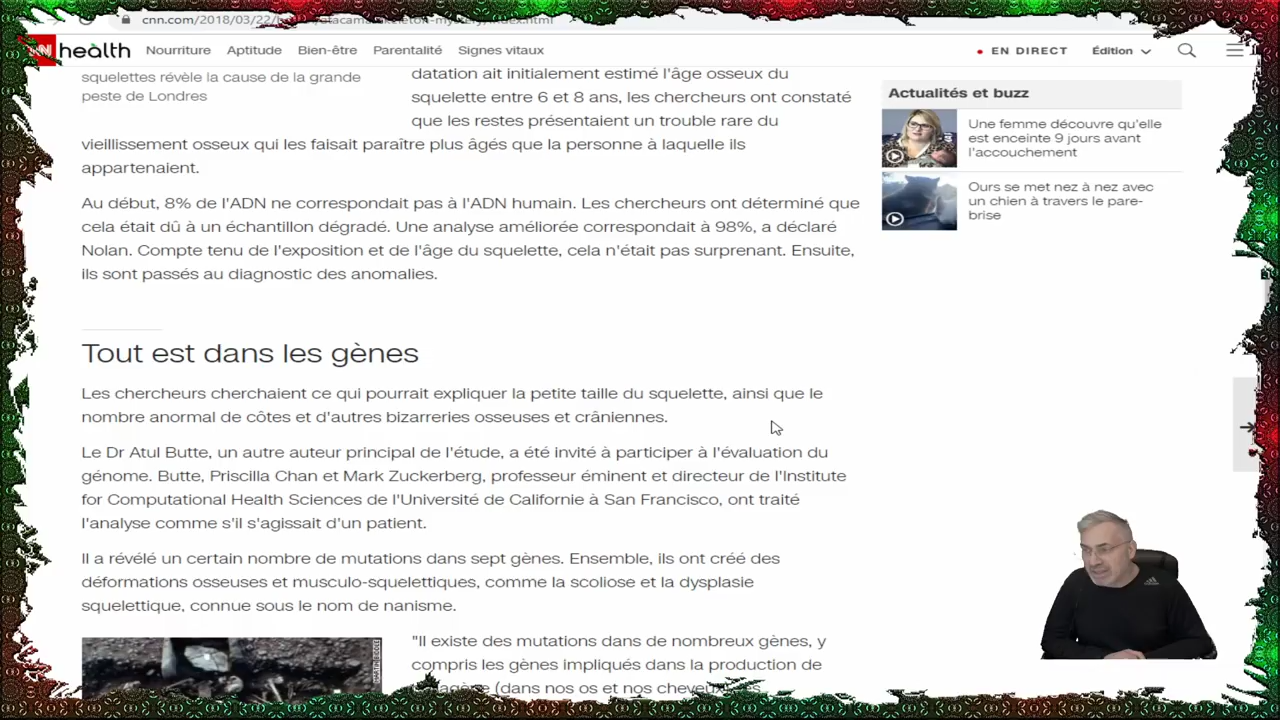 cnn.com/2018/03/22/
health Nourriture Aptitude Bien-être Parentalité Signes vitaux EN DIRECT Édition
squelettes révèle la cause de la grande
peste de Londres
datation ait initialement estimé l'âge osseux du
squelette entre 6 et 8 ans, les chercheurs ont constaté
que les restes présentaient un trouble rare du
vieillissement osseux qui les faisait paraître plus âgés que la personne à laquelle ils
appartenaient.
Au début, 8% de l'ADN ne correspondait pas à l'ADN humain. Les chercheurs ont déterminé que
cela était dû à un échantillon dégradé. Une analyse améliorée correspondait à 98%, a déclaré
Nolan. Compte tenu de l'exposition et de l'âge du squelette, cela n'était pas surprenant. Ensuite,
ils sont passés au diagnostic des anomalies.
Tout est dans les gènes
Les chercheurs cherchaient ce qui pourrait expliquer la petite taille du squelette, ainsi que le
nombre anormal de côtes et d'autres bizarreries osseuses et crâniennes.
Le Dr Atul Butte, un autre auteur principal de l'étude, a été invité à participer à l'évaluation du
génome. Butte, Priscilla Chan et Mark Zuckerberg, professeur éminent et directeur de l'Institute
for Computational Health Sciences de l'Université de Californie à San Francisco, ont traité
l'analyse comme s'il s'agissait d'un patient.
Il a révélé un certain nombre de mutations dans sept gènes. Ensemble, ils ont créé des
déformations osseuses et musculo-squelettiques, comme la scoliose et la dysplasie
squelettique, connue sous le nom de nanisme.
"Il existe des mutations dans de nombreux gènes, y
compris les gènes impliqués dans la production de
(dans nos os et nos cheveux
Actualités et buzz
Une femme découvre qu'elle
est enceinte 9 jours avant
l'accouchement
Ours se met nez à nez avec
un chien à travers le pare-
brise